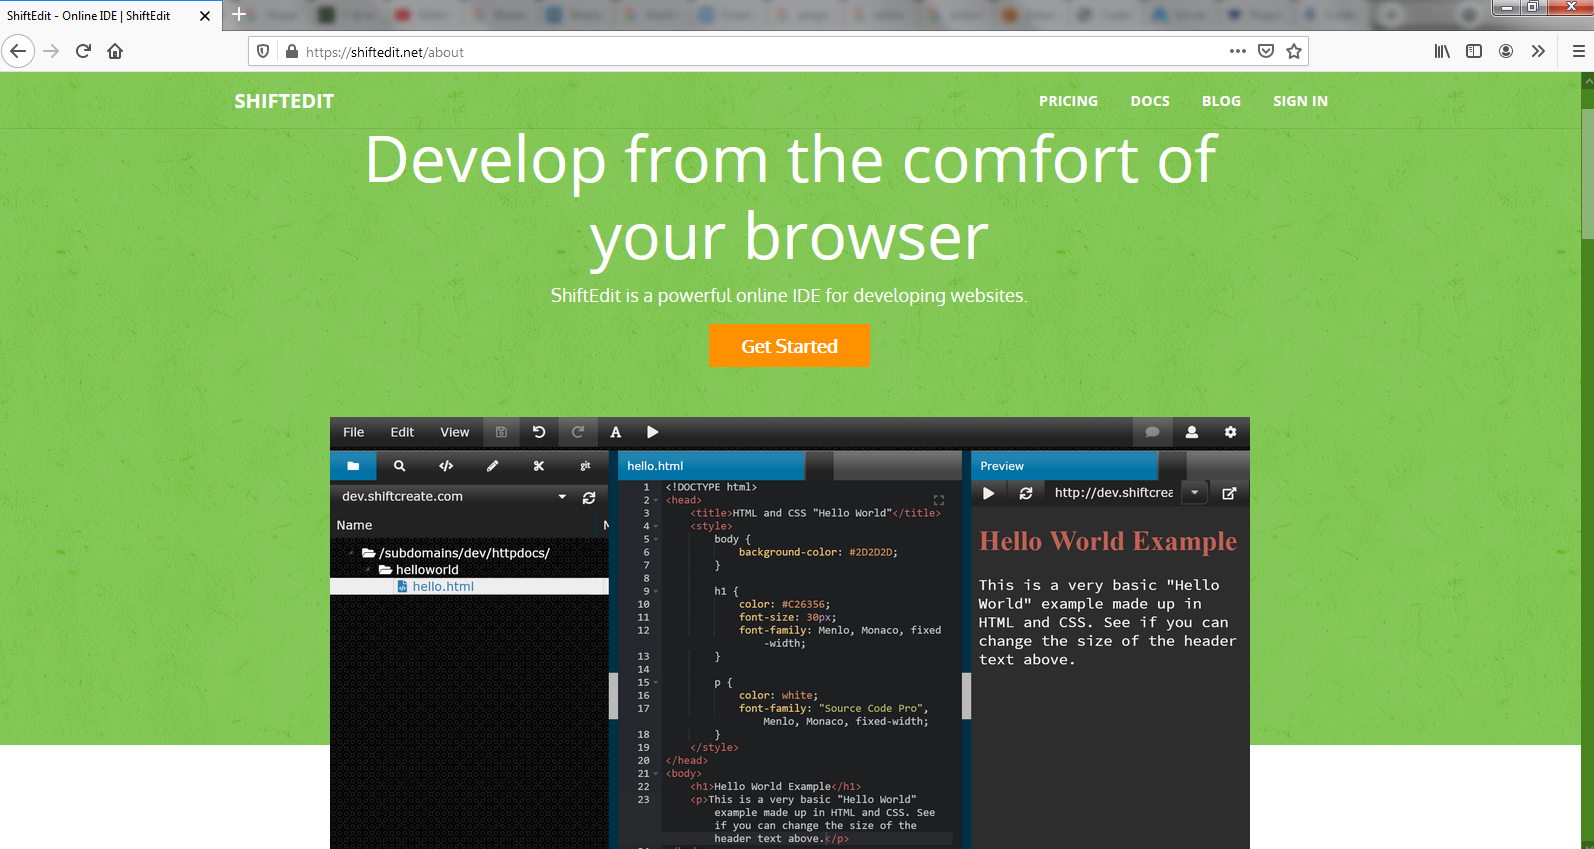 ShiftEdit - Online IDE | ShiftEdit
https://shiftedit.net/about
SHIFTEDIT
PRICING DOCS BLOG SIGN IN
Develop from the comfort of
your browser
ShiftEdit is a powerful online IDE for developing websites.
Get Started
File Edit View
git
dev.shiftcreate.com
Name
/subdomains/dev/httpdocs/
helloworld
hello.html
hello.html
1 <!DOCTYPE html>
2 <head>
3 <title>HTML and CSS "Hello World"</title>
4 <style>
5 body {
6 background-color: #2D2D2D;
7 }
8
9 h1 {
10 color: #C26356;
11 font-size: 30px;
12 font-family: Menlo, Monaco, fixed
-width;
13 }
14
15 p {
16 color: white;
17 font-family: "Source Code Pro",
Menlo, Monaco, fixed-width;
18 }
19 </style>
20 </head>
21 <body>
22 <h1>Hello World Example</h1>
23 <p>This is a very basic "Hello World"
example made up in HTML and CSS. See
if you can change the size of the
header text above.</p>
Preview
http://dev.shiftcrea
Hello World Example
This is a very basic "Hello
World" example made up in
HTML and CSS. See if you can
change the size of the header
text above.